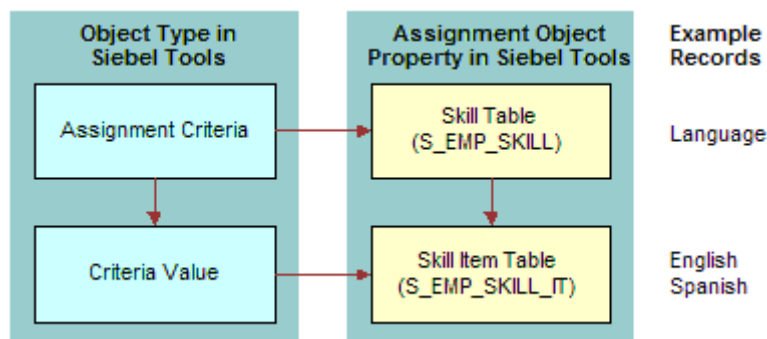 Object Type in
Siebel Tools
Assignment Object
Property in Siebel Tools
Example
Records
Assignment Criteria
Skill Table
(S_EMP_SKILL)
Language
Criteria Value
Skill Item Table
(S_EMP_SKILL_IT)
English
Spanish